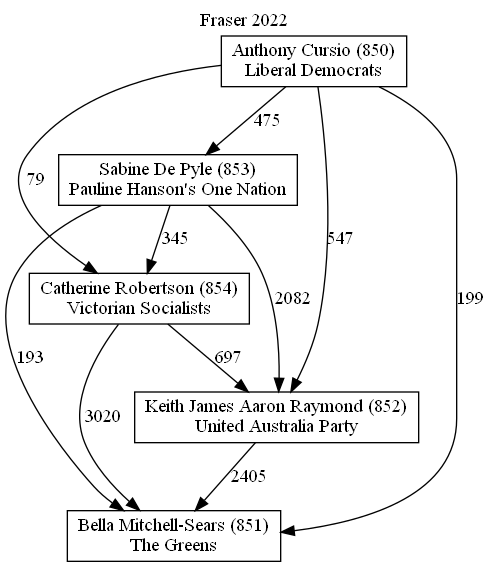 Fraser 2022
Anthony Cursio (850)
Liberal Democrats
475
Sabine De Pyle (853)
Pauline Hanson's One Nation
79
345
547
Catherine Robertson (854)
Victorian Socialists
2082
199
193
697
Keith James Aaron Raymond (852)
United Australia Party
3020
2405
Bella Mitchell-Sears (851)
The Greens